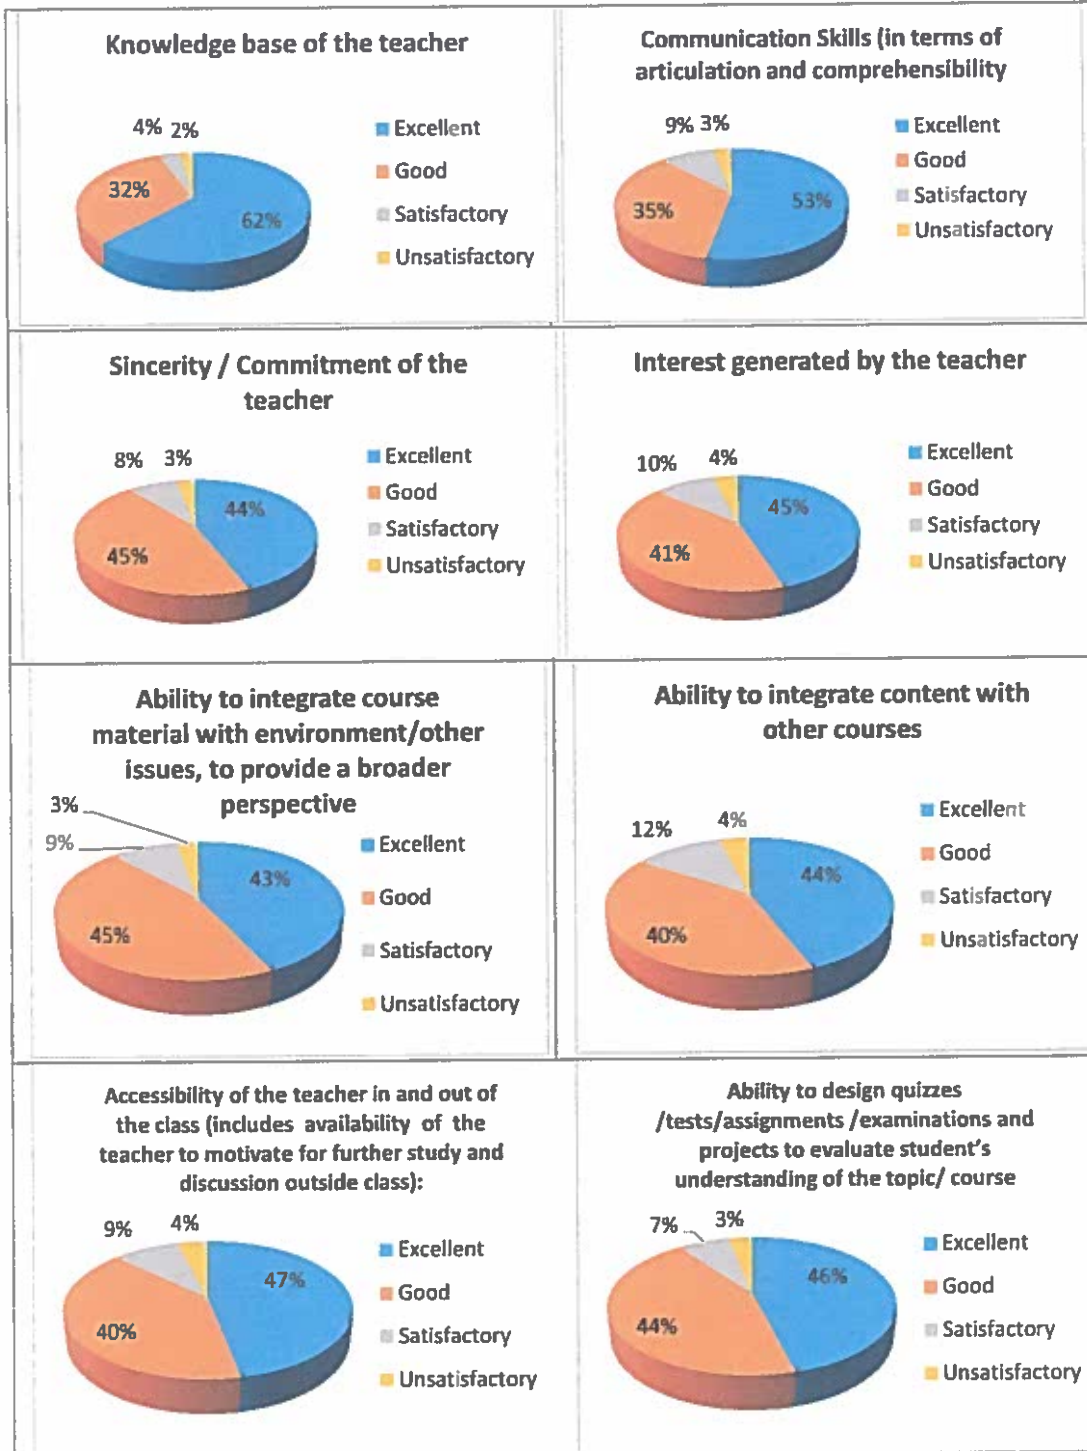 Knowledge base of the teacher
4% 2%
32%
62%
Excellent
Good
Satisfactory
Unsatisfactory
Communication Skills (in terms of
articulation and comprehensibility
9% 3%
35%
53%
Excellent
Good
Satisfactory
Unsatisfactory
Sincerity / Commitment of the
teacher
8% 3%
44%
45%
Excellent
Good
Satisfactory
Unsatisfactory
Interest generated by the teacher
10% 4%
45%
41%
Excellent
Good
Satisfactory
Unsatisfactory
Ability to integrate course
material with environment/other
issues, to provide a broader
perspective
3%
9%
43%
45%
Excellent
Good
Satisfactory
Unsatisfactory
Ability to integrate content with
other courses
12% 4%
44%
40%
Excellent
Good
Satisfactory
Unsatisfactory
Accessibility of the teacher in and out of
the class (includes availability of the
teacher to motivate for further study and
discussion outside class):
9% 4%
47%
40%
Excellent
Good
Satisfactory
Unsatisfactory
Ability to design quizzes
/tests/assignments /examinations and
projects to evaluate student's
understanding of the topic/ course
7% 3%
46%
44%
Excellent
Good
Satisfactory
Unsatisfactory